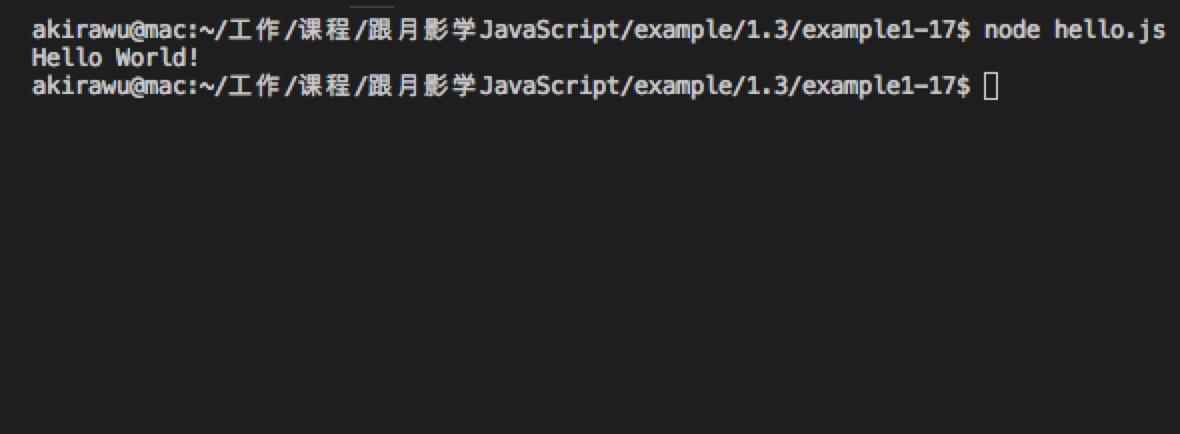 akirawu@mac:~/工作/课程/跟月影学JavaScript/example/1.3/example1-17$ node hello.js
Hello World!
akirawu@mac:~/工作/课程/跟月影学JavaScript/example/1.3/example1-17$